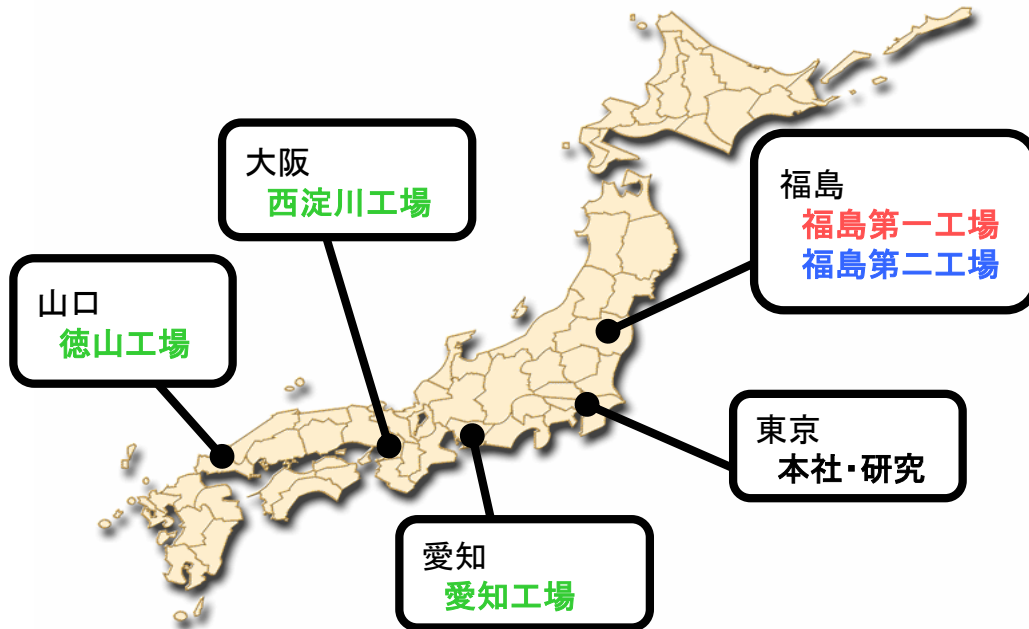 大阪
西淀川工場
福島
福島第一工場
福島第二工場
山口
徳山工場
東京
本社・研究
愛知
愛知工場